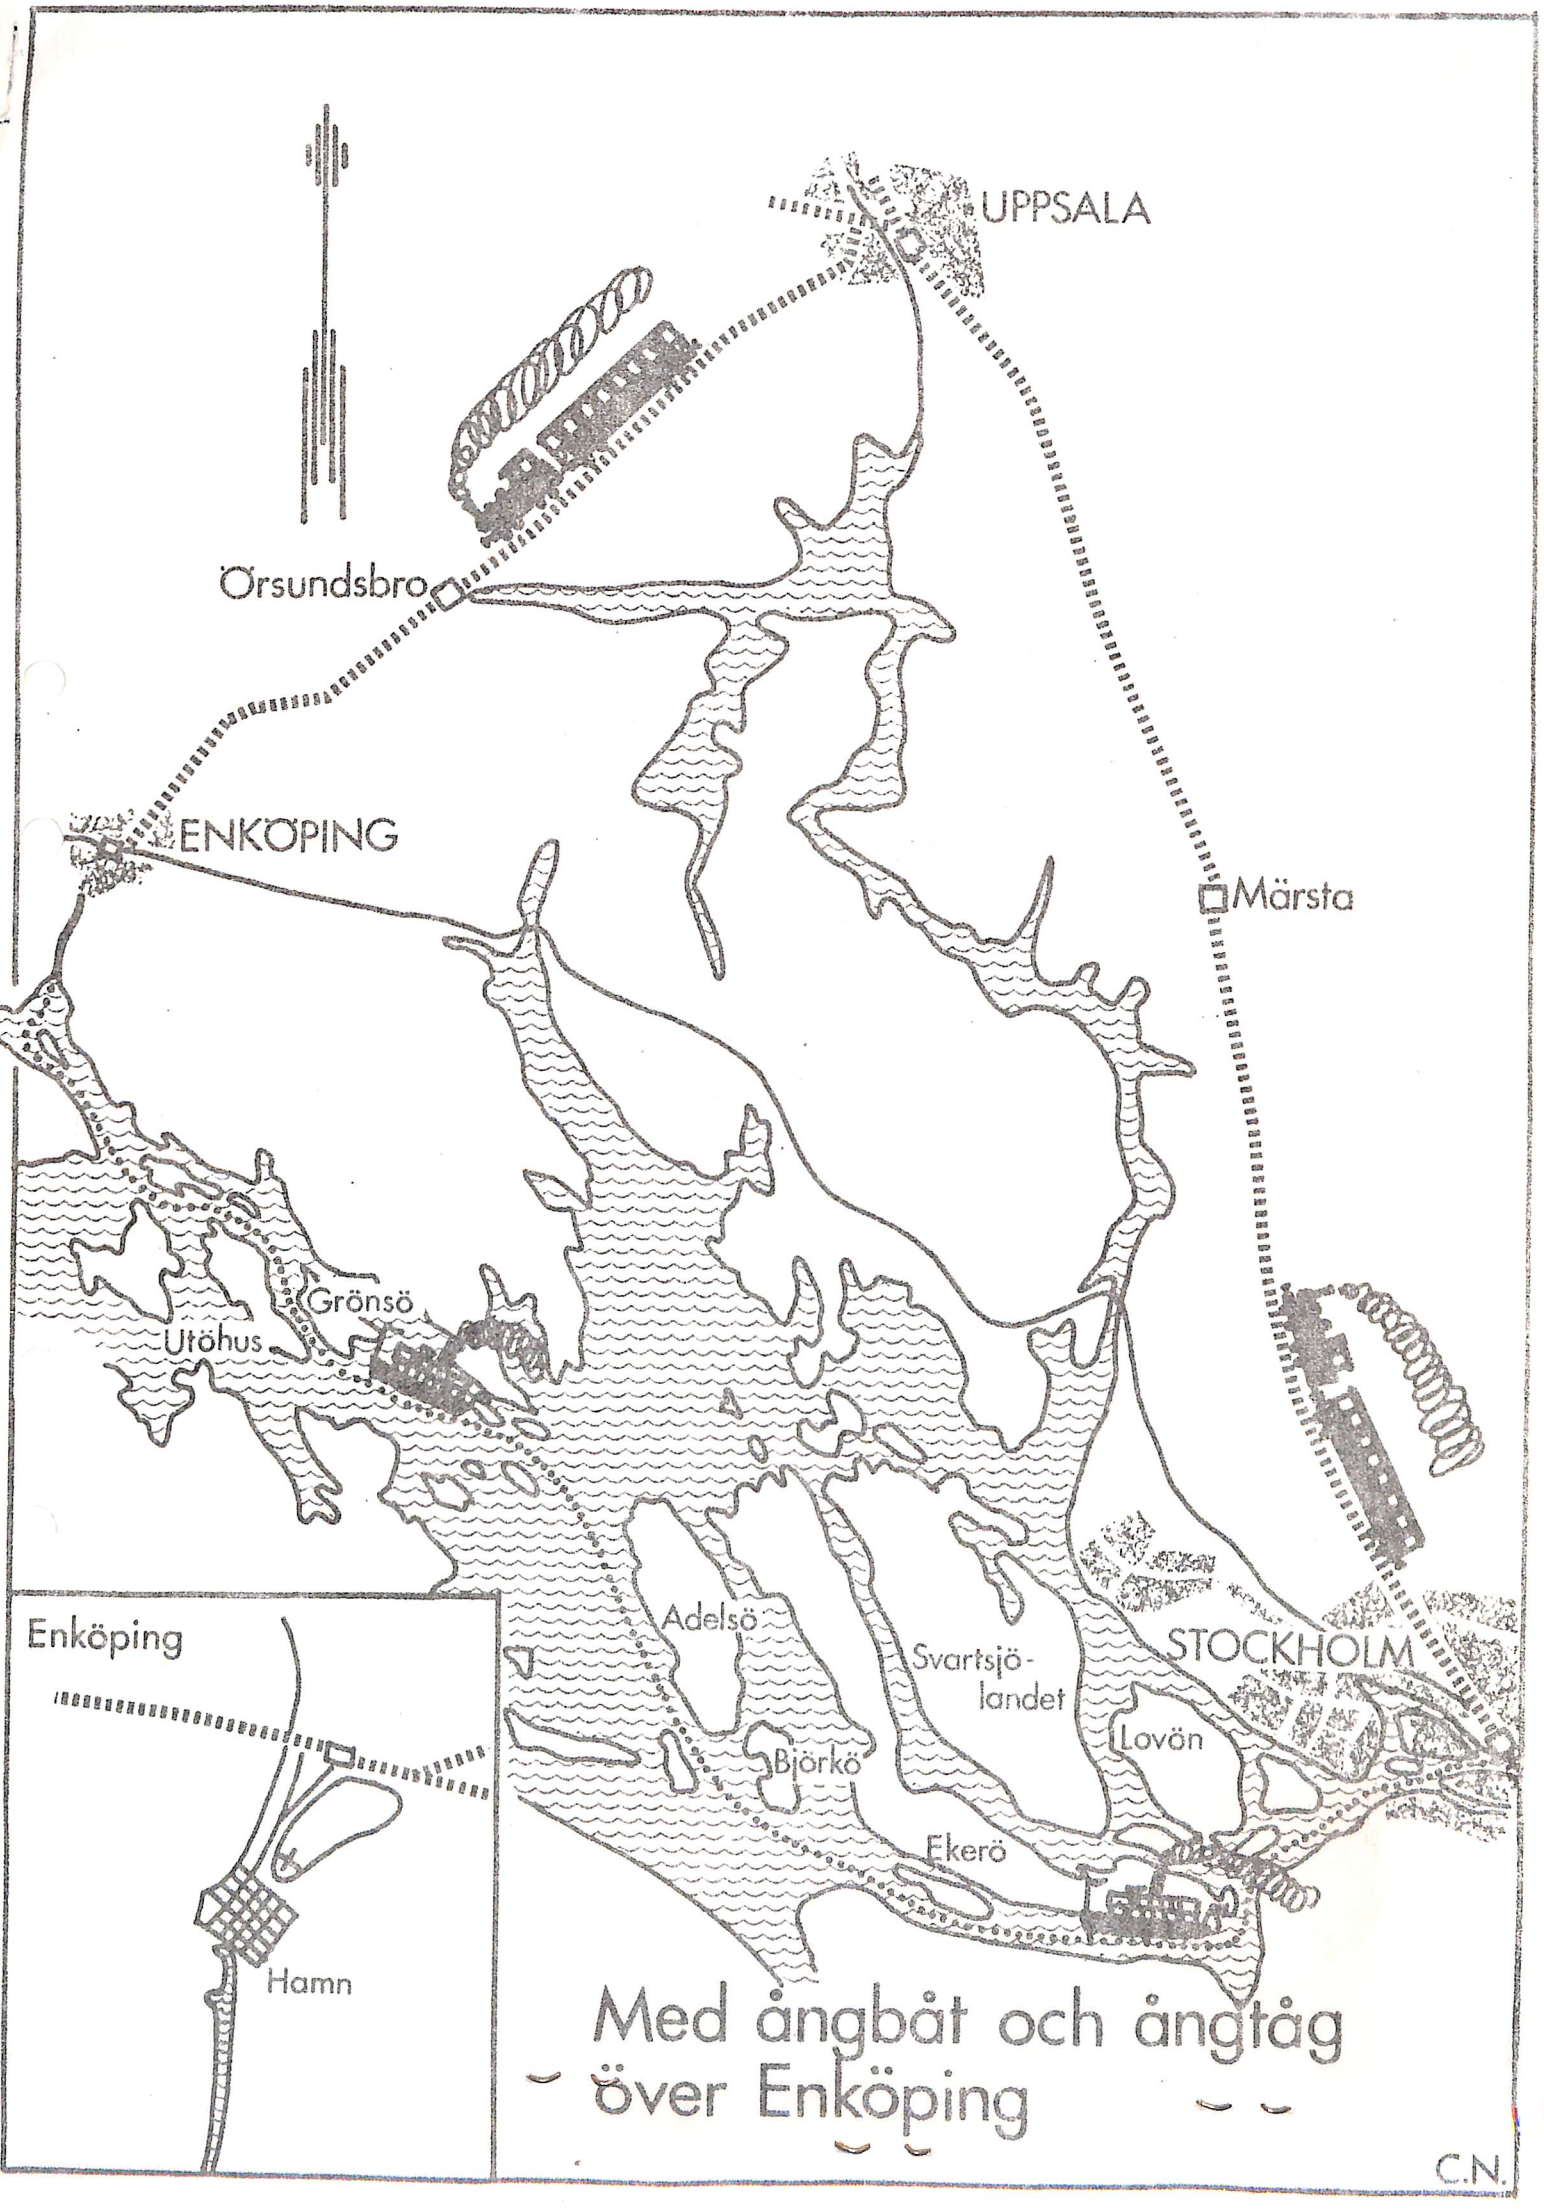 UPPSALA
Örsundsbro
ENKÖPING
Märsta
Grönsö
Utöhus
Adelsö
STOCKHOLM
Svartsjö-
landet
Lovön
Björkö
Ekerö
Enköping
Hamn
Med ångbåt och ångtåg
över Enköping
C.N.